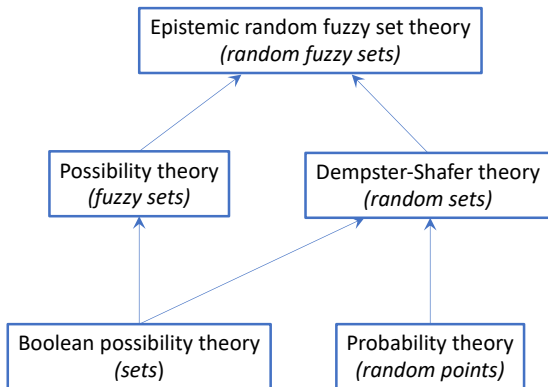 Epistemic random fuzzy set theory
(random fuzzy sets)
Possibility theory
(fuzzy sets)
Dempster-Shafer theory
(random sets)
Boolean possibility theory
(sets)
Probability theory
(random points)